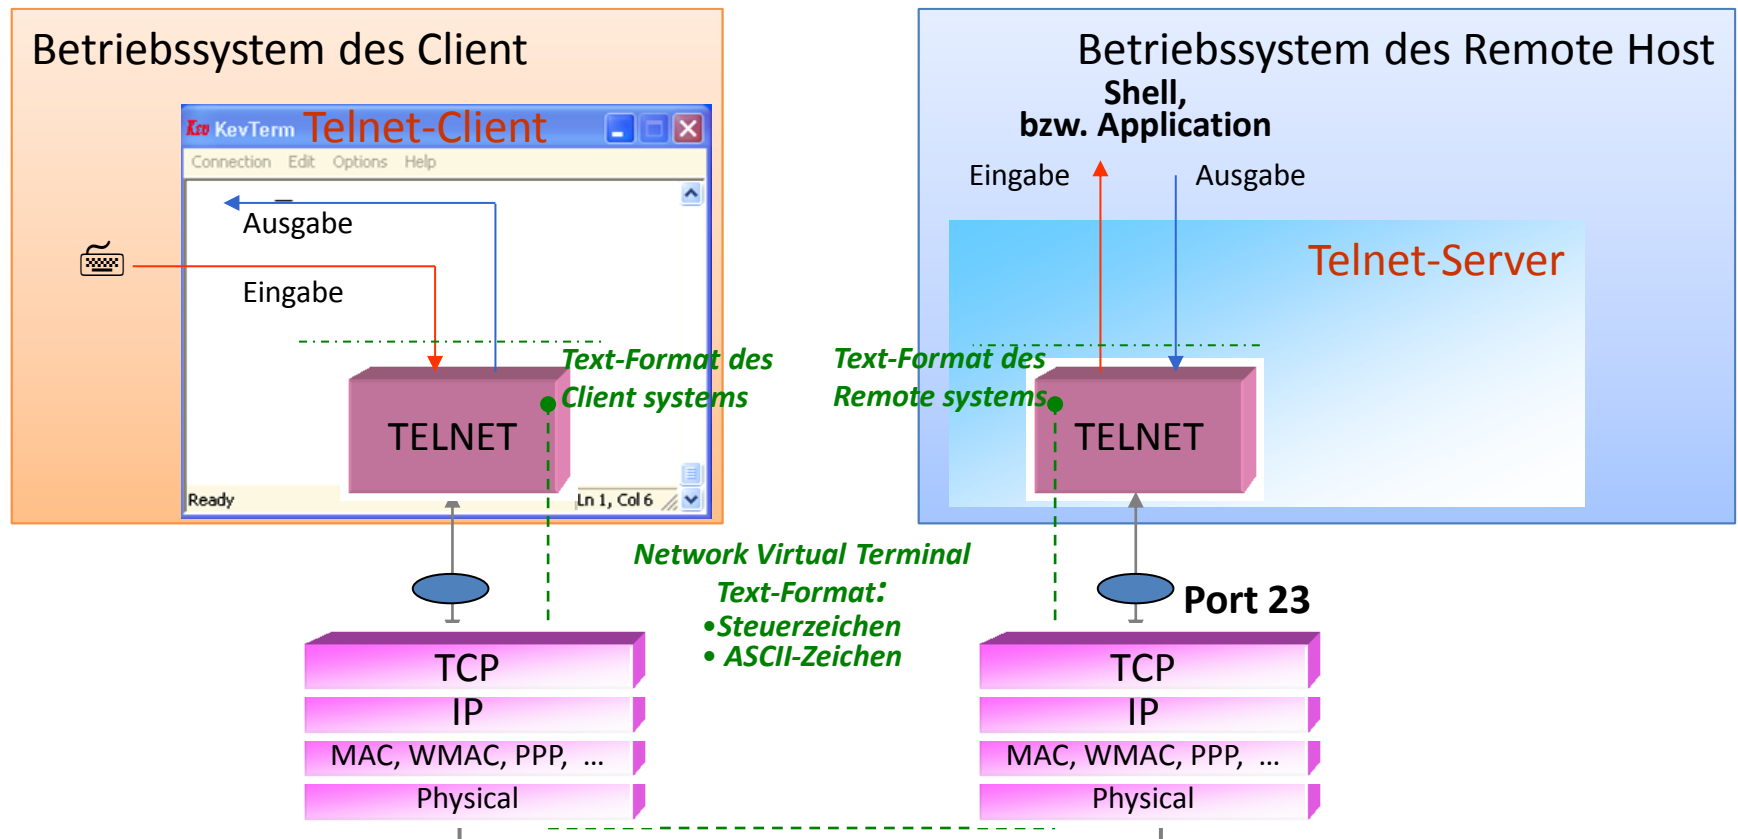 Betriebssystem des Client
Kev KevTerm Telnet-Client
Connection Edit Options Help
Ausgabe
Eingabe
Text-Format des
Client systems
TELNET
Ready
Ln 1, Col 6
Betriebssystem des Remote Host
Shell,
bzw. Application
Eingabe
Ausgabe
Telnet-Server
Text-Format des
Remote systems
TELNET
Network Virtual Terminal
Text-Format:
•Steuerzeichen
• ASCII-Zeichen
Port 23
TCP
IP
MAC, WMAC, PPP, ...
Physical
TCP
IP
MAC, WMAC, PPP, ...
Physical